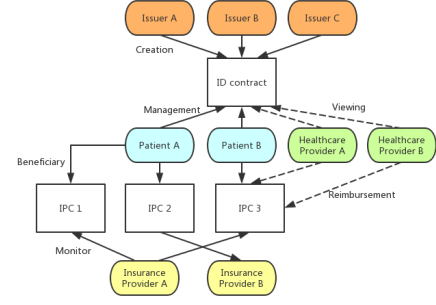 Issuer A
Issuer B
Issuer C
Creation
ID contract
Management
Viewing
Patient A
Patient B
Healthcare
Provider A
Healthcare
Provider B
Beneficiary
IPC 1
IPC 2
IPC 3
Reimbursement
Monitor
Insurance
Provider A
Insurance
Provider B